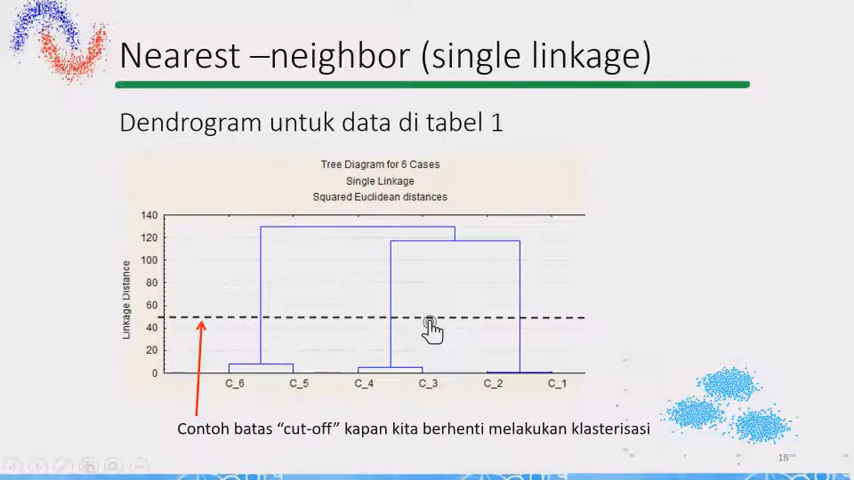 Nearest –neighbor (single linkage)
Dendrogram untuk data di tabel 1
Tree Diagram for 6 Cases
Single Linkage
Squared Euclidean distances
140
120
100
80
60
40
20
0
Linkage Distance
C_6 C_5 C_4 C_3 C_2 C_1
Contoh batas “cut-off” kapan kita berhenti melakukan klasterisasi
18